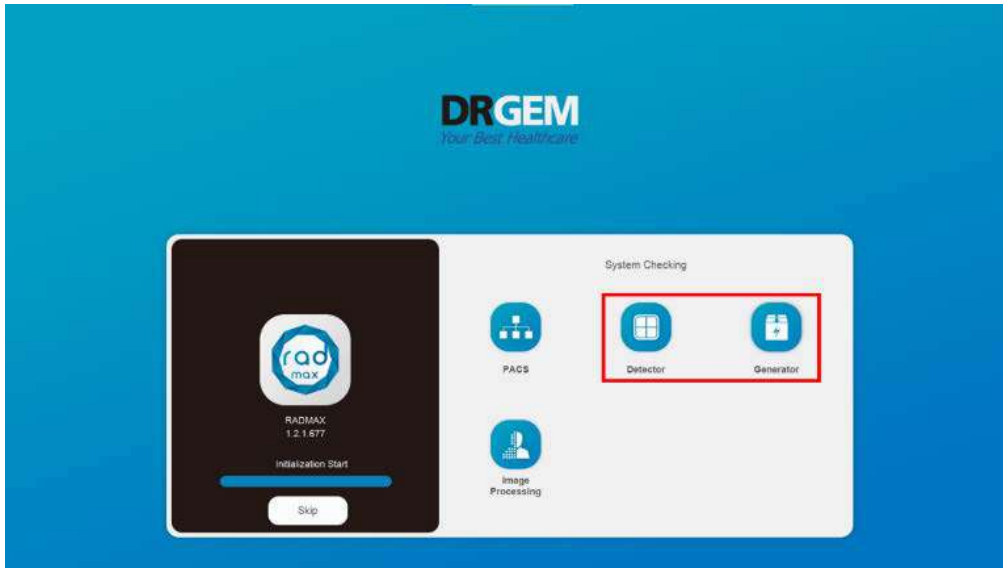 DRGEM
Your Best Healthcare
System Checking
rad
max
PACS
Detector
Generator
RADMAX
1.2.1.677
Initialization Start
Image
Processing
Skip